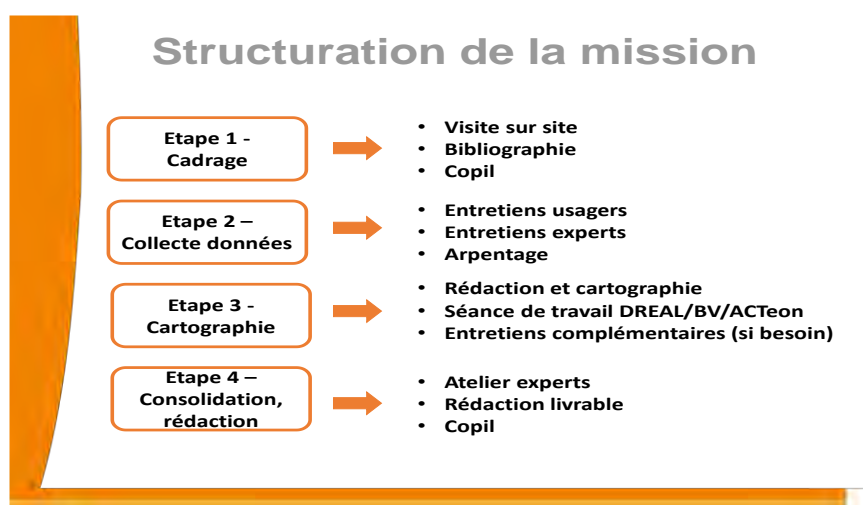 Structuration de la mission
Etape 1 -
Cadrage
• Visite sur site
• Bibliographie
• Copil
Etape 2 –
Collecte données
• Entretiens usagers
• Entretiens experts
• Arpentage
Etape 3 -
Cartographie
• Rédaction et cartographie
• Séance de travail DREAL/BV/ACTeon
• Entretiens complémentaires (si besoin)
Etape 4 –
Consolidation,
rédaction
• Atelier experts
• Rédaction livrable
• Copil